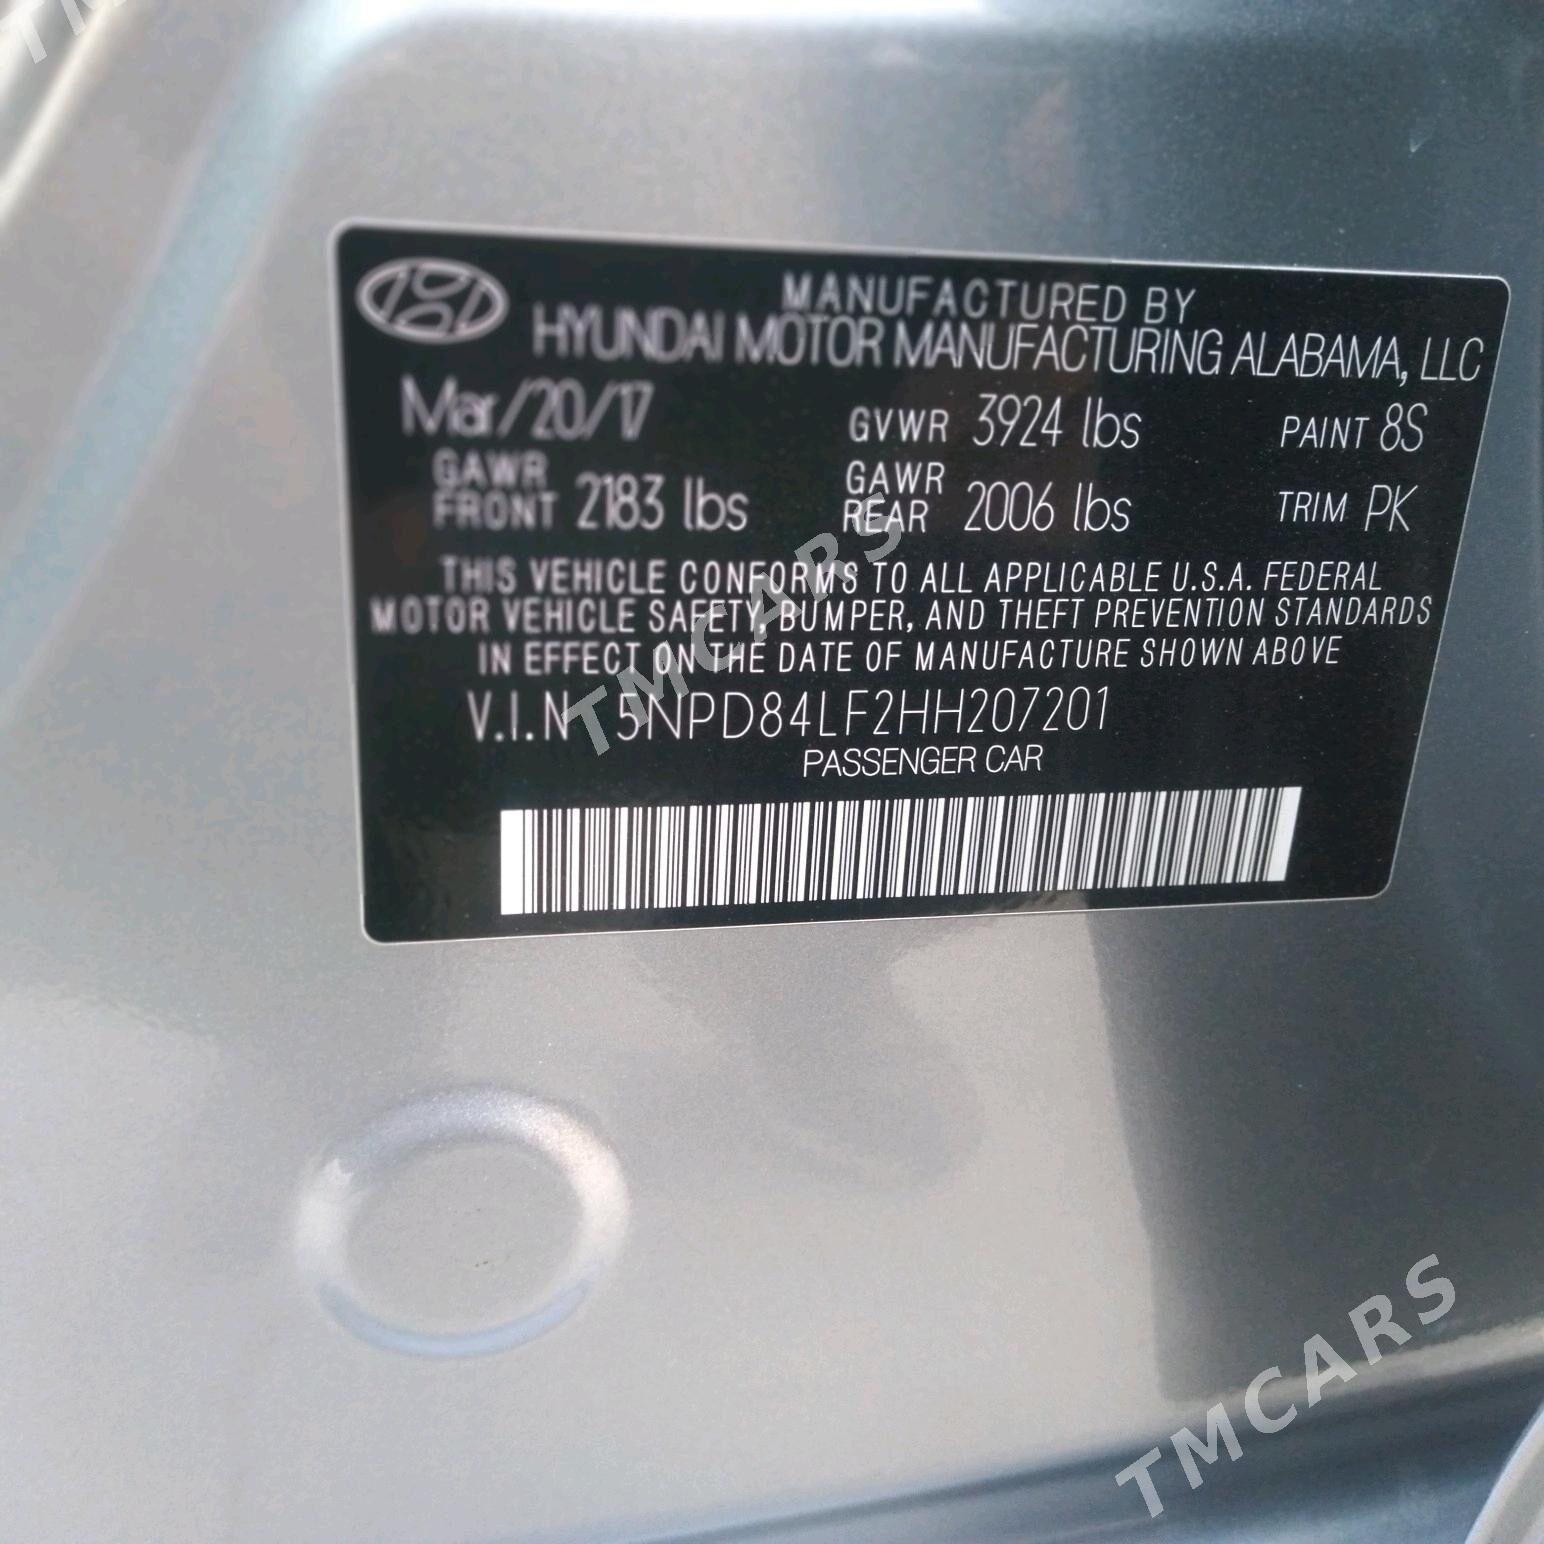 MANUFACTURED BY
HYUNDAI MOTOR MANUFACTURING ALABAMA, LLC
Mar/20/17 GVWR 3924 lbs PAINT 8S
GAWR FRONT 2183 lbs GAWR REAR 2006 lbs TRIM PK
THIS VEHICLE CONFORMS TO ALL APPLICABLE U.S.A. FEDERAL
MOTOR VEHICLE SAFETY, BUMPER, AND THEFT PREVENTION STANDARDS
IN EFFECT ON THE DATE OF MANUFACTURE SHOWN ABOVE
V.I.N 5NPD84LF2HH207201
PASSENGER CAR
TMCARS
TMCARS